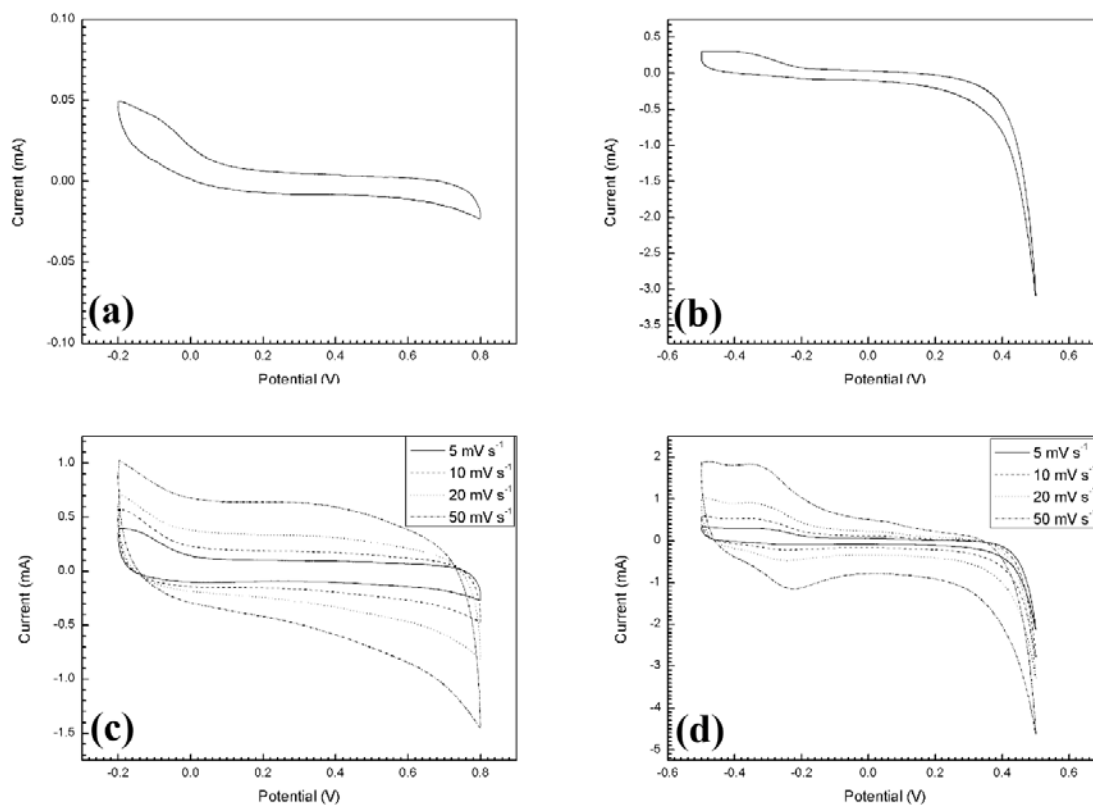 0.10
0.05
0.00
-0.05
-0.10
Current (mA)
-0.2 0.0 0.2 0.4 0.6 0.8
Potential (V)
(a)
0.5
0.0
-0.5
-1.0
-1.5
-2.0
-2.5
-3.0
-3.5
Current (mA)
-0.6 -0.4 -0.2 0.0 0.2 0.4 0.6
Potential (V)
(b)
5 mV s⁻¹
10 mV s⁻¹
20 mV s⁻¹
50 mV s⁻¹
1.0
0.5
0.0
-0.5
-1.0
-1.5
Current (mA)
-0.2 0.0 0.2 0.4 0.6 0.8
Potential (V)
(c)
5 mV s⁻¹
10 mV s⁻¹
20 mV s⁻¹
50 mV s⁻¹
2
1
0
-1
-2
-3
-4
-5
Current (mA)
-0.6 -0.4 -0.2 0.0 0.2 0.4 0.6
Potential (V)
(d)